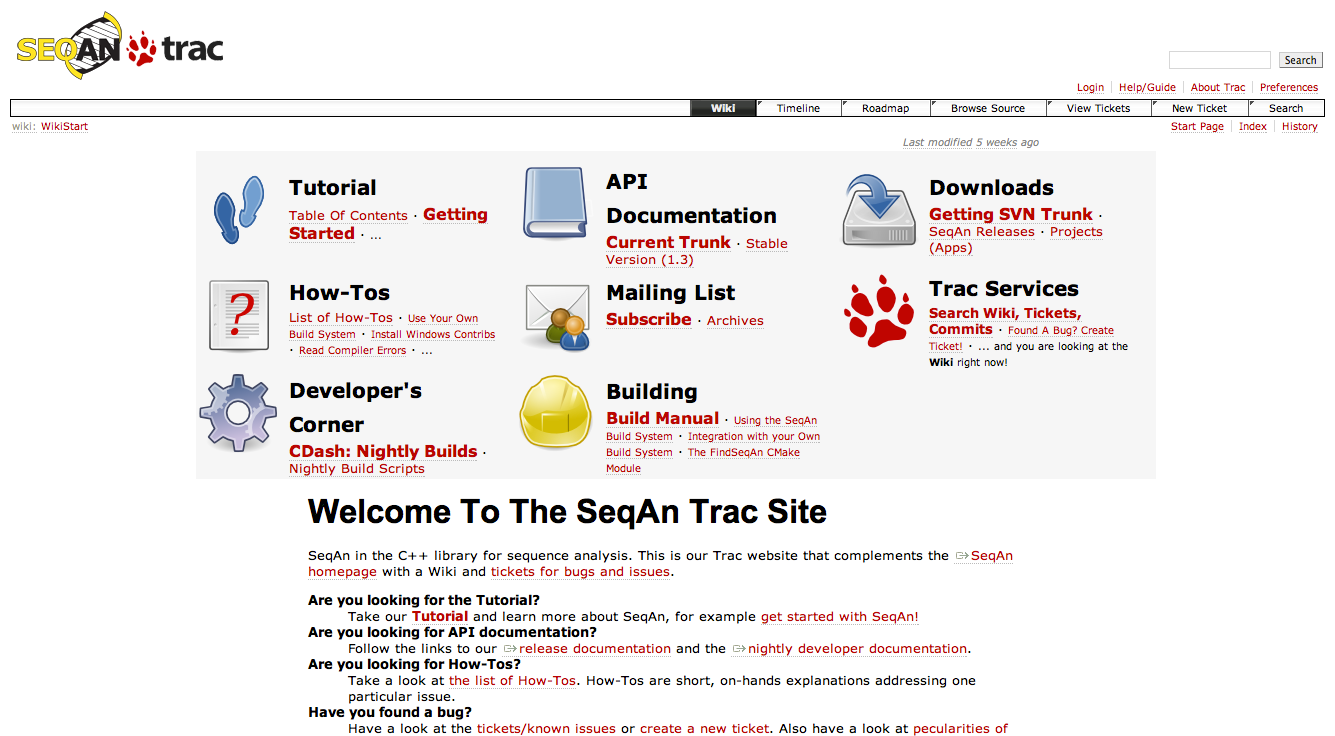 SEQAN trac
Search
Login Help/Guide About Trac Preferences
Wiki Timeline Roadmap Browse Source View Tickets New Ticket Search
wiki: WikiStart
Start Page Index History
Last modified 5 weeks ago
Tutorial
Table Of Contents · Getting
Started · ...
API
Documentation
Current Trunk · Stable
Version (1.3)
Downloads
Getting SVN Trunk ·
SeqAn Releases · Projects
(Apps)
?
How-Tos
List of How-Tos · Use Your Own
Build System · Install Windows Contribs
· Read Compiler Errors · ...
Mailing List
Subscribe · Archives
Trac Services
Search Wiki, Tickets,
Commits · Found A Bug? Create
Ticket! · ... and you are looking at the
Wiki right now!
Developer's
Corner
CDash: Nightly Builds ·
Nightly Build Scripts
Building
Build Manual · Using the SeqAn
Build System · Integration with your Own
Build System · The FindSeqAn CMake
Module
Welcome To The SeqAn Trac Site
SeqAn in the C++ library for sequence analysis. This is our Trac website that complements the SeqAn
homepage with a Wiki and tickets for bugs and issues.
Are you looking for the Tutorial?
Take our Tutorial and learn more about SeqAn, for example get started with SeqAn!
Are you looking for API documentation?
Follow the links to our release documentation and the nightly developer documentation.
Are you looking for How-Tos?
Take a look at the list of How-Tos. How-Tos are short, on-hands explanations addressing one
particular issue.
Have you found a bug?
Have a look at the tickets/known issues or create a new ticket. Also have a look at pecularities of